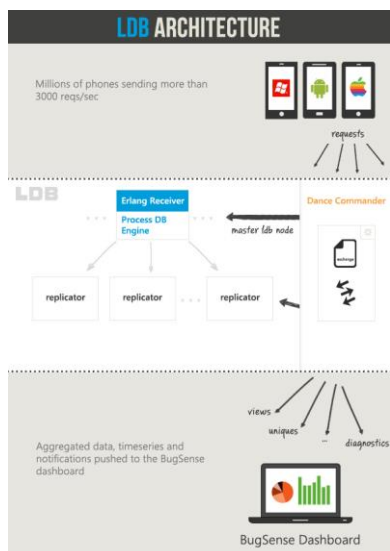 LDB ARCHITECTURE
Millions of phones sending more than
3000 reqs/sec
requests
LDB
Erlang Receiver
Process DB
Engine
master ldb node
Dance Commander
exchange
replicator
replicator
replicator
views
uniques
...
diagnostics
Aggregated data, timeseries and
notifications pushed to the BugSense
dashboard
BugSense Dashboard